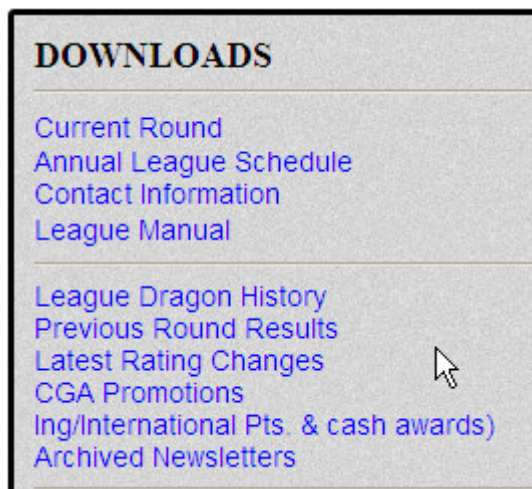 DOWNLOADS
Current Round
Annual League Schedule
Contact Information
League Manual
League Dragon History
Previous Round Results
Latest Rating Changes
CGA Promotions
Ing/International Pts. & cash awards)
Archived Newsletters